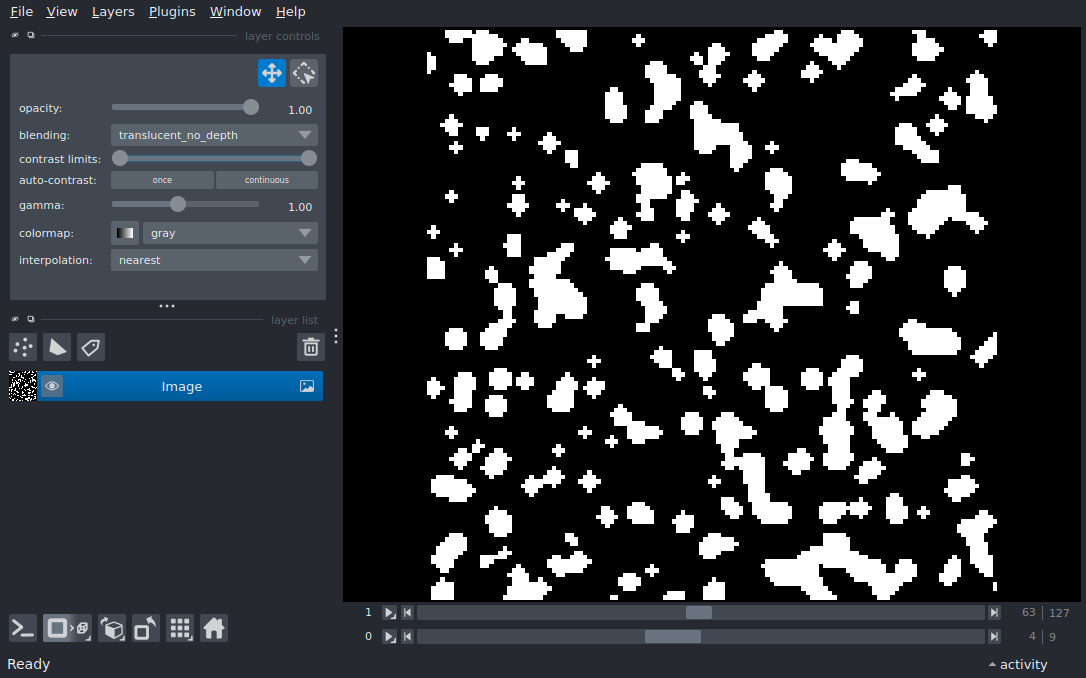 File View Layers Plugins Window Help
layer controls
opacity: 1.00
blending: translucent_no_depth
contrast limits:
auto-contrast: once continuous
gamma: 1.00
colormap: gray
interpolation: nearest
layer list
Image
1 63 127
0 4 9
Ready activity